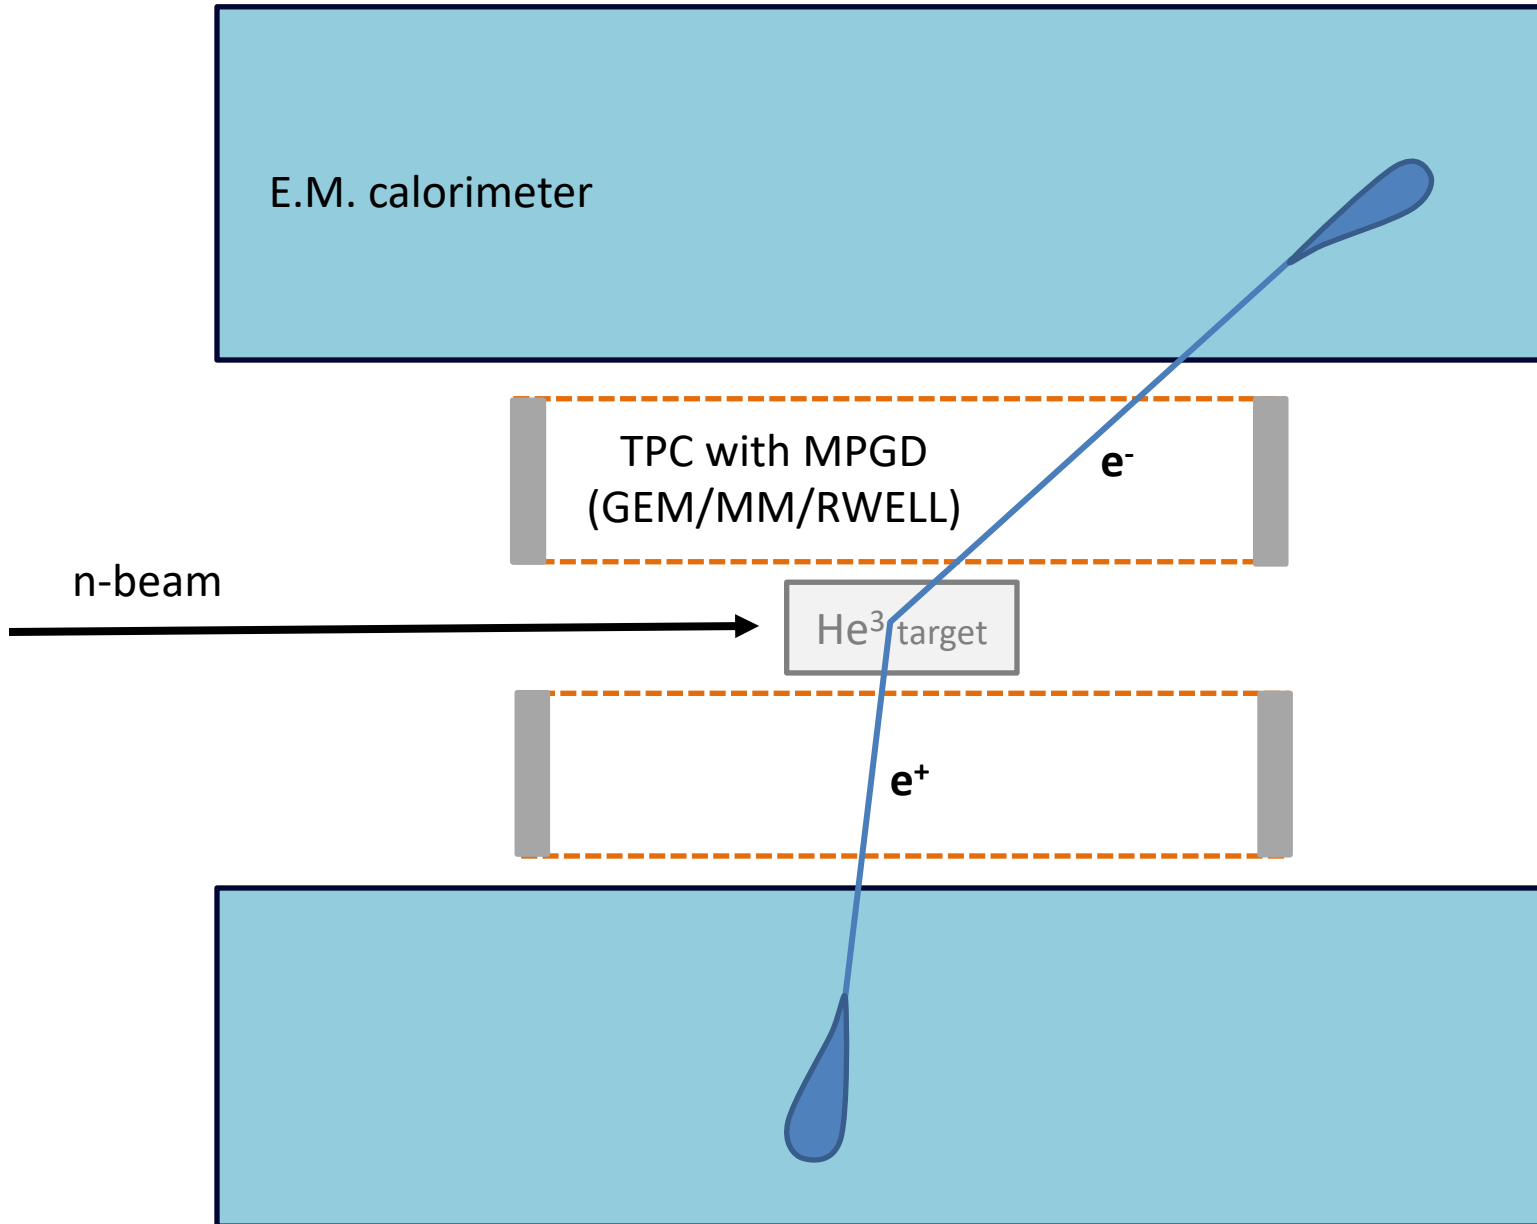 E.M. calorimeter
TPC with MPGD
(GEM/MM/RWELL)
e⁻
n-beam
He³ target
e⁺